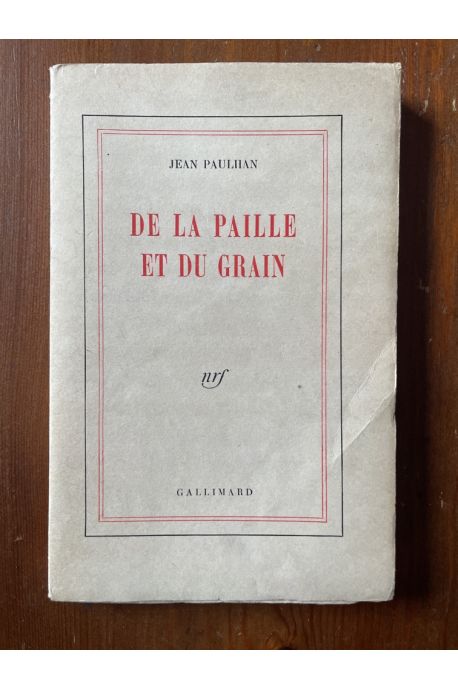 JEAN PAULHAN
DE LA PAILLE
ET DU GRAIN
nrf
GALLIMARD